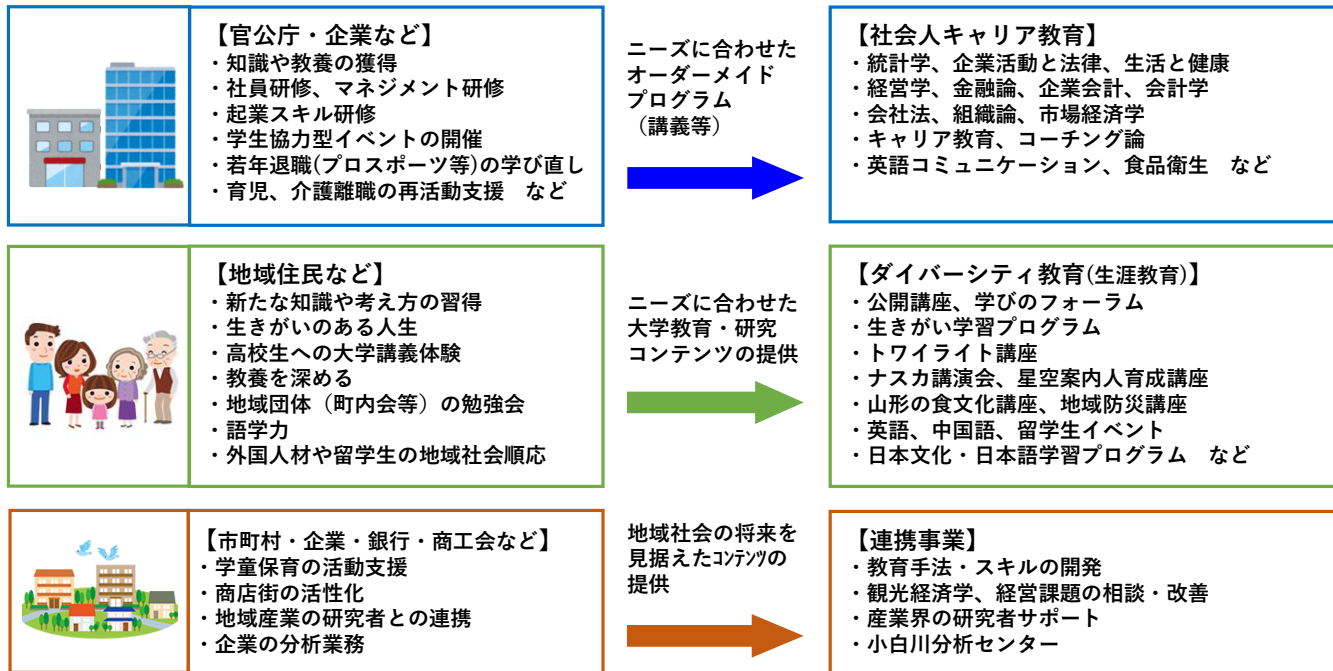 【官公庁・企業など】
・知識や教養の獲得
・社員研修、マネジメント研修
・起業スキル研修
・学生協力型イベントの開催
・若年退職(プロスポーツ等)の学び直し
・育児、介護離職の再活動支援　など
ニーズに合わせた
オーダーメイド
プログラム
（講義等）
【社会人キャリア教育】
・統計学、企業活動と法律、生活と健康
・経営学、金融論、企業会計、会計学
・会社法、組織論、市場経済学
・キャリア教育、コーチング論
・英語コミュニケーション、食品衛生　など
【地域住民など】
・新たな知識や考え方の習得
・生きがいのある人生
・高校生への大学講義体験
・教養を深める
・地域団体（町内会等）の勉強会
・語学力
・外国人材や留学生の地域社会順応
ニーズに合わせた
大学教育・研究
コンテンツの提供
【ダイバーシティ教育(生涯教育)】
・公開講座、学びのフォーラム
・生きがい学習プログラム
・トワイライト講座
・ナスカ講演会、星空案内人育成講座
・山形の食文化講座、地域防災講座
・英語、中国語、留学生イベント
・日本文化・日本語学習プログラム　など
【市町村・企業・銀行・商工会など】
・学童保育の活動支援
・商店街の活性化
・地域産業の研究者との連携
・企業の分析業務
地域社会の将来を
見据えたｺﾝﾃﾝﾂの
提供
【連携事業】
・教育手法・スキルの開発
・観光経済学、経営課題の相談・改善
・産業界の研究者サポート
・小白川分析センター